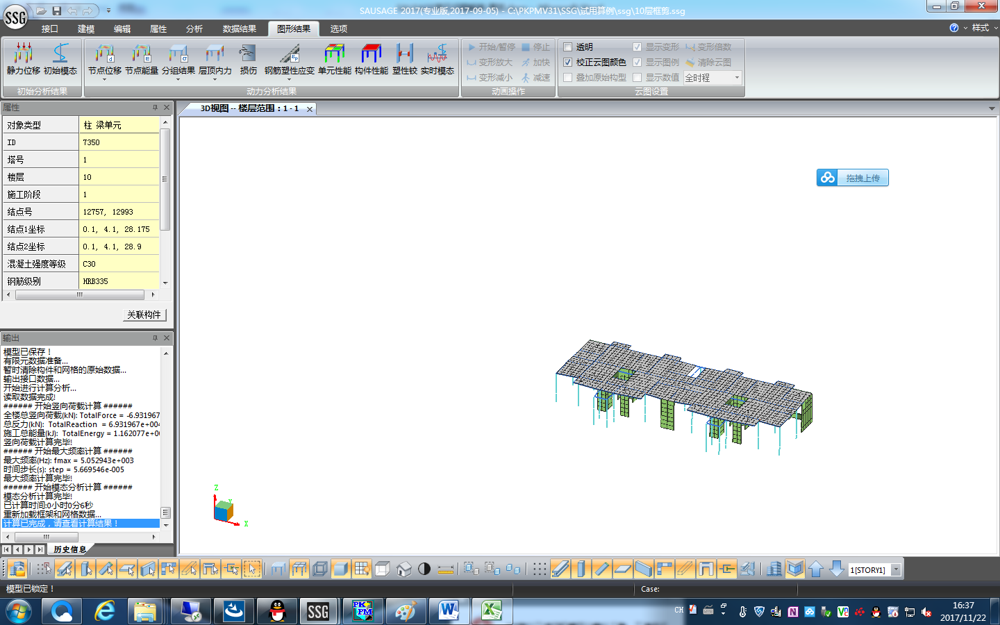 SSG
SAUSAGE 2017(专业版,2017-09-05) - C:\PKPMV31\SSG\试用算例\ssg\10层框剪.ssg
接口 建模 编辑 属性 分析 数据结果 图形结果 选项 样式
静力位移 初始模态 节点位移 节点能量 分组结果 层顶内力 损伤 钢筋塑性应变 单元性能 构件性能 塑性铰 实时模态
初始分析结果 动力分析结果
开始/暂停 停止
变形放大 加快
变形减小 减速
动画操作
透明 显示变形 变形倍数
校正云图颜色 显示图例 清除云图
叠加原始构型 显示数值 全时程
云图设置
属性
对象类型 柱 梁单元
ID 7350
塔号 1
楼层 10
施工阶段 1
结点号 12757, 12993
结点1坐标 0.1, 4.1, 28.175
结点2坐标 0.1, 4.1, 28.9
混凝土强度等级 C30
钢筋级别 HRB335
关联构件
3D视图 -- 楼层范围：1 - 1
拖拽上传
Z
Y
X
输出
模型已保存！
有限元数据准备...
暂时清除构件和网格的原始数据...
输出接口数据...
开始进行计算分析...
读取数据完成!
###### 开始竖向荷载计算 ######
全楼总竖向荷载(kN): TotalForce = -6.931967
总反力(kN): TotalReaction = 6.931967e+004
施工总能量(kJ): TotalEnergy = 1.162077e+0
竖向荷载计算完毕!
###### 开始最大频率计算 ######
最大频率(Hz): fmax = 5.052943e+003
时间步长(s): step = 5.669546e-005
最大频率计算完毕!
###### 开始模态分析计算 ######
模态分析计算完毕!
已计算时间:0小时0分6秒
重新加载框架和网格数据...
计算已完成，请查看计算结果！
历史信息
1[STORY1]
模型已锁定！
Case:
SSG
PK
PM
CH
16:37
2017/11/22